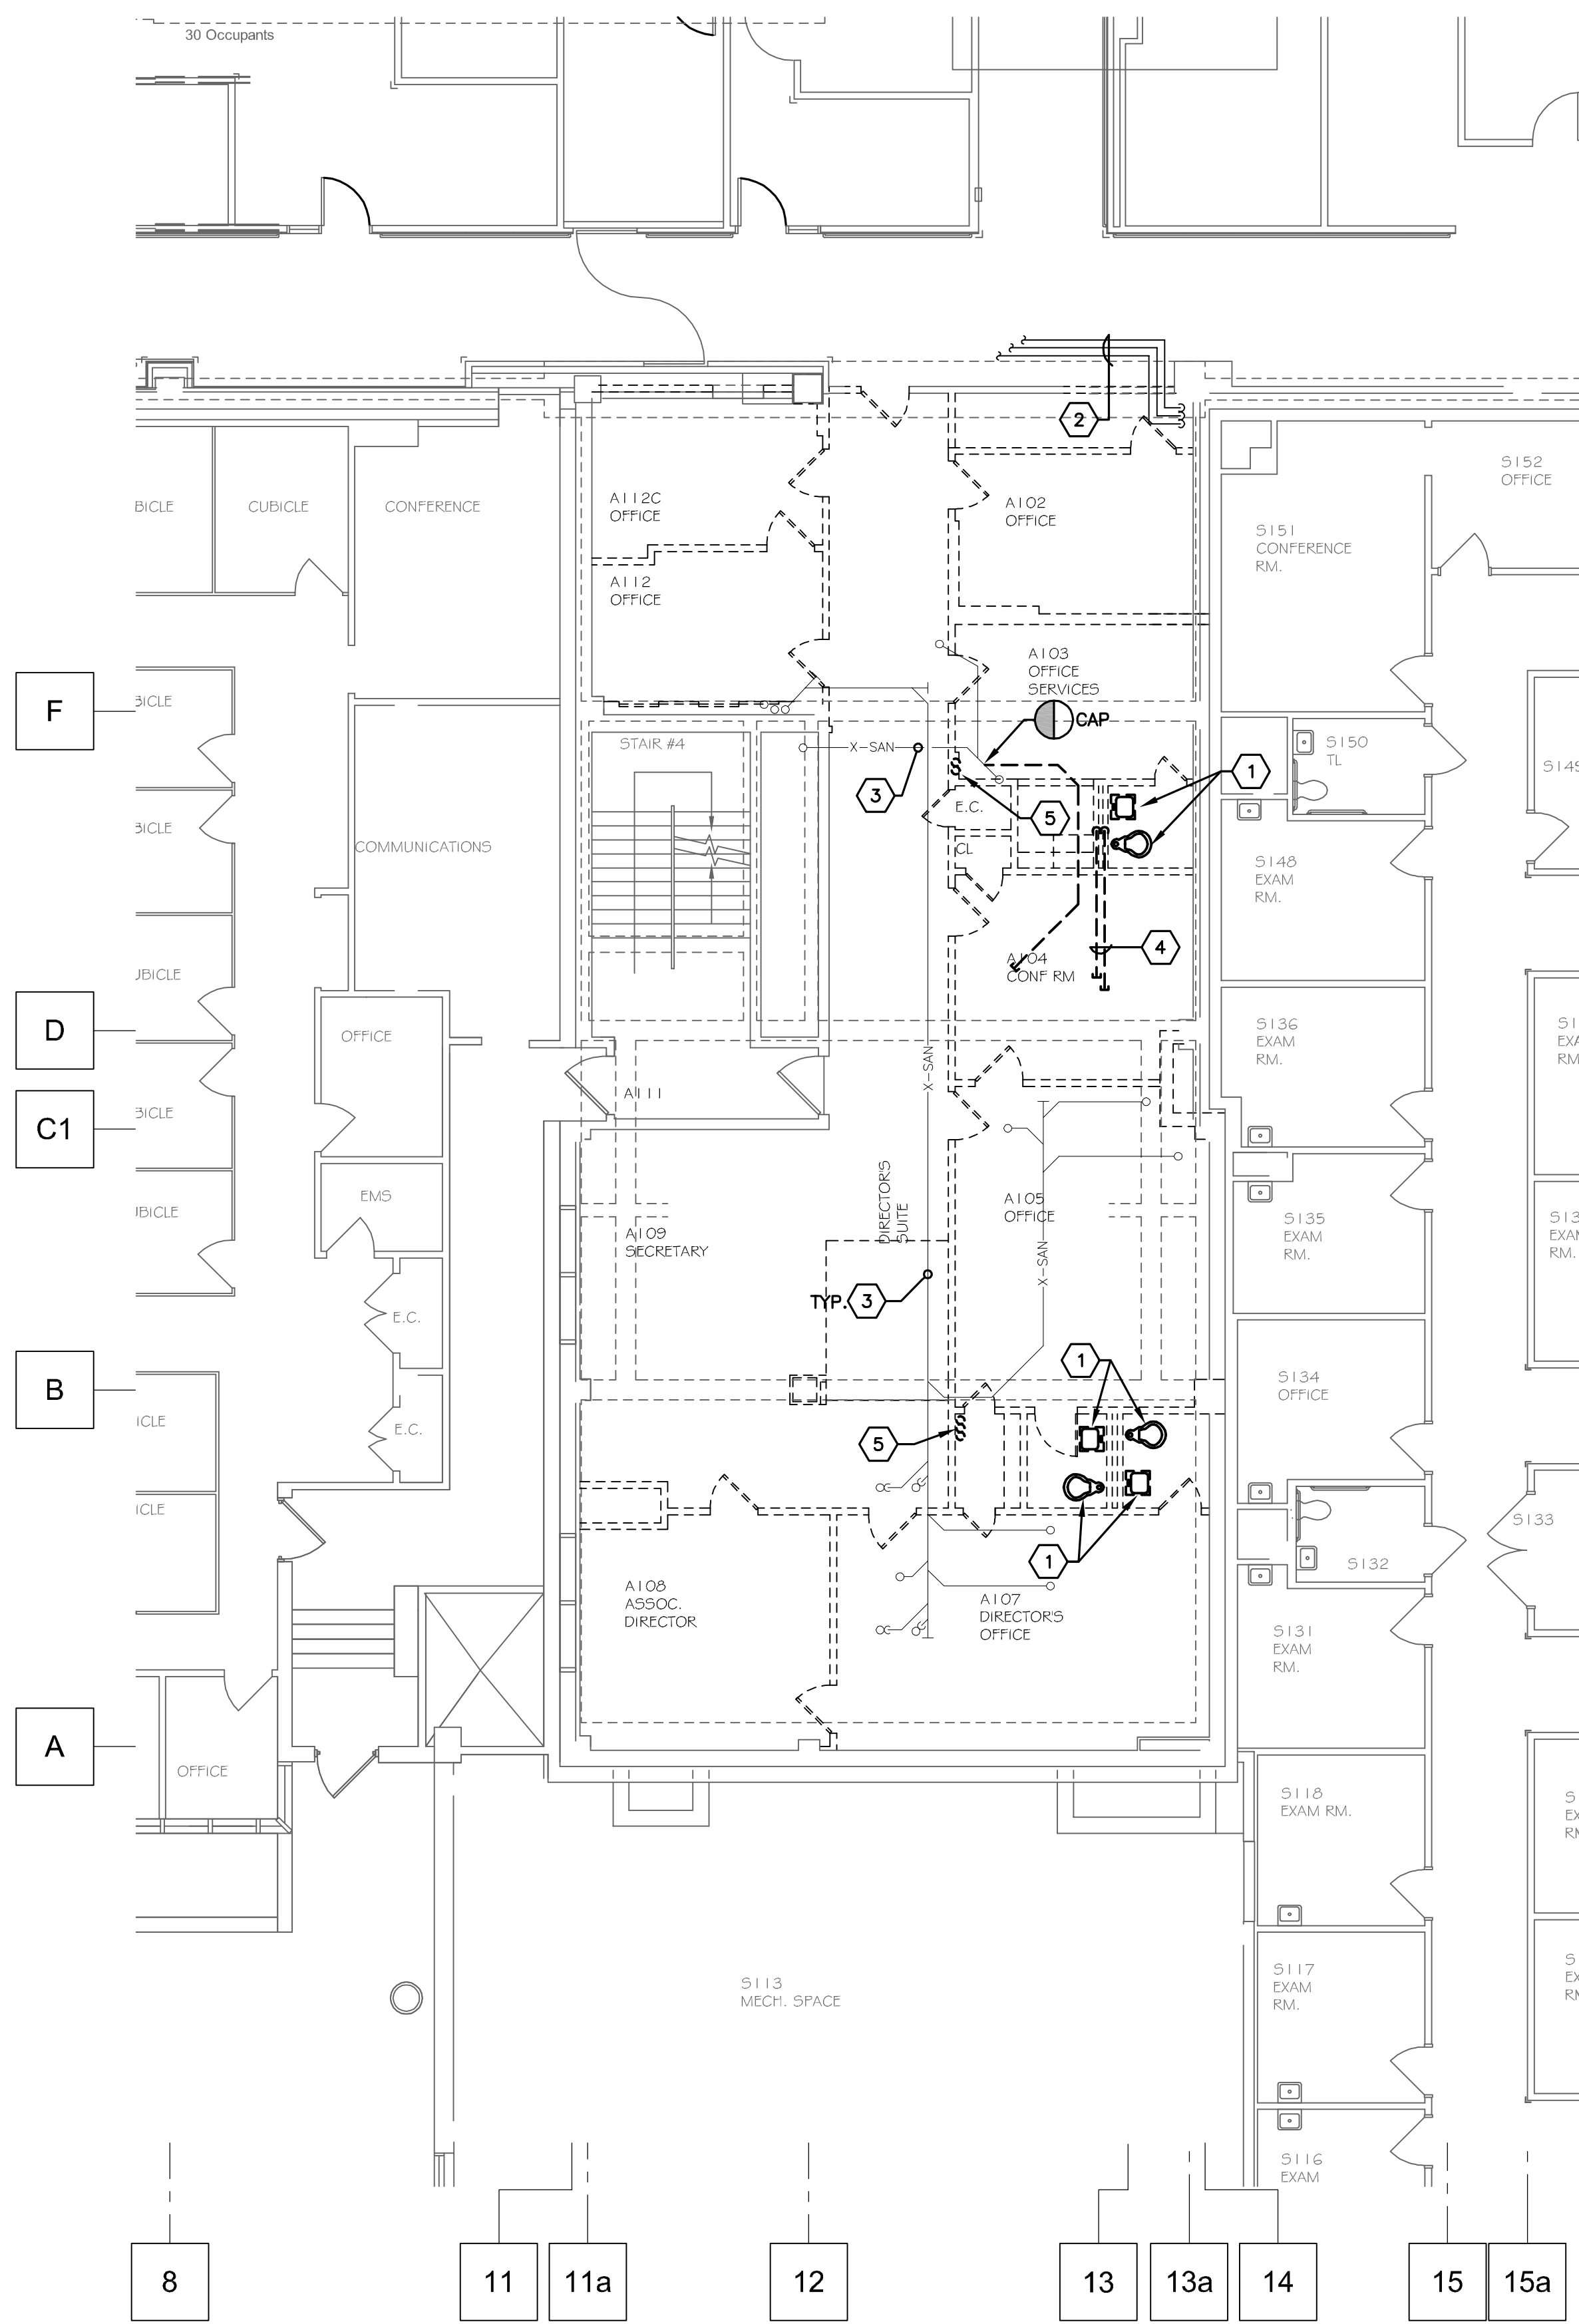 30 Occupants
2
A112C
OFFICE
A102
OFFICE
CUBICLE
CONFERENCE
BICLE
S152
OFFICE
S151
CONFERENCE
RM.
A112
OFFICE
A103
OFFICE
SERVICES
F
CAP
STAIR #4
X-SAN
S150
TL
1
3
5
E.C.
CL
COMMUNICATIONS
S148
EXAM
RM.
4
A104
CONF RM
D
OFFICE
S136
EXAM
RM.
X-SAN
A111
C1
DIRECTOR'S
SUITE
EMS
A105
OFFICE
A109
SECRETARY
S135
EXAM
RM.
X-SAN
TYP.
3
E.C.
1
B
S134
OFFICE
E.C.
5
S133
S132
1
A108
ASSOC.
DIRECTOR
A107
DIRECTOR'S
OFFICE
S131
EXAM
RM.
A
OFFICE
S118
EXAM RM.
S113
MECH. SPACE
S117
EXAM
RM.
S116
EXAM
8
11
11a
12
13
13a
14
15
15a